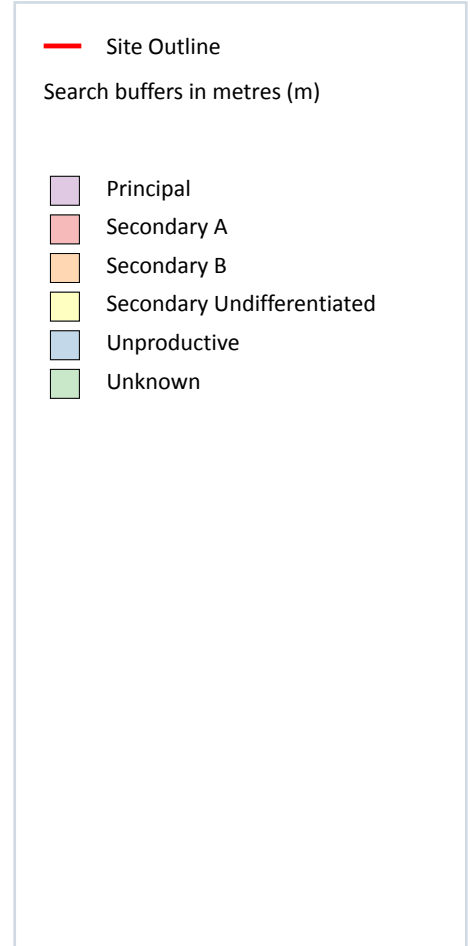 Site Outline
Search buffers in metres (m)
Principal
Secondary A
Secondary B
Secondary Undifferentiated
Unproductive
Unknown